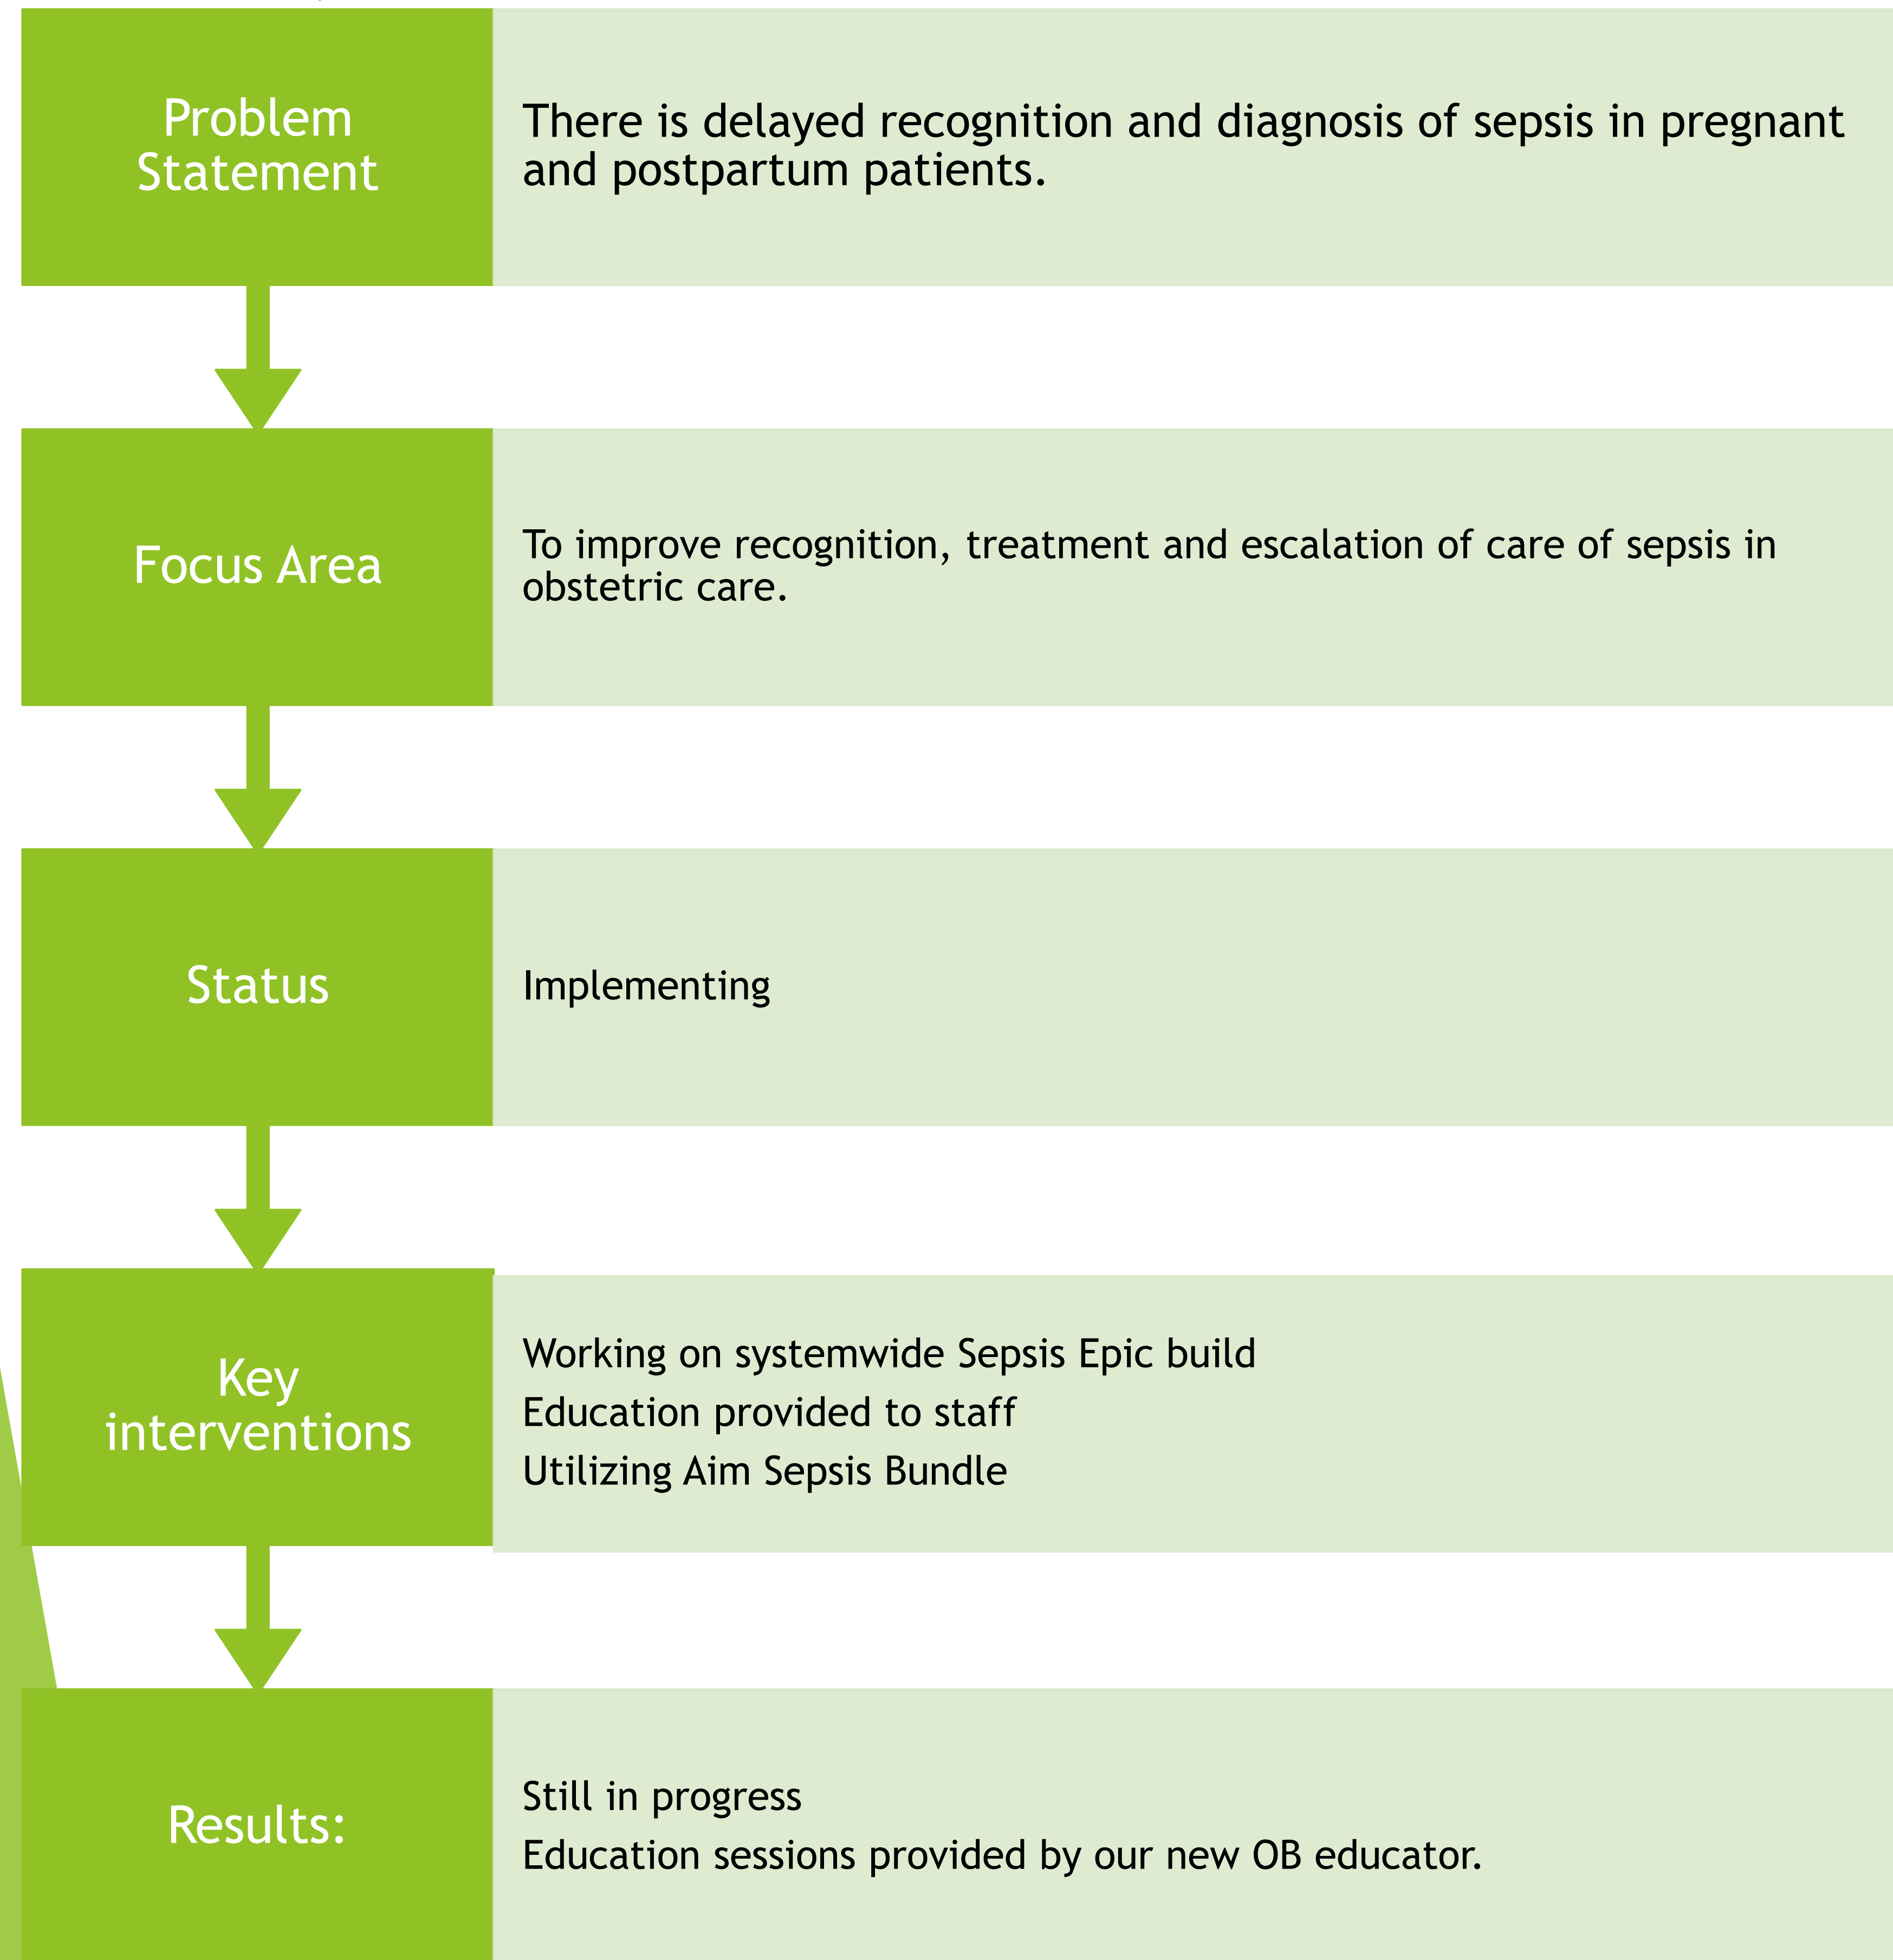 Problem
Statement
There is delayed recognition and diagnosis of sepsis in pregnant
and postpartum patients.
Focus Area
To improve recognition, treatment and escalation of care of sepsis in
obstetric care.
Status
Implementing
Key
interventions
Working on systemwide Sepsis Epic build
Education provided to staff
Utilizing Aim Sepsis Bundle
Results:
Still in progress
Education sessions provided by our new OB educator.